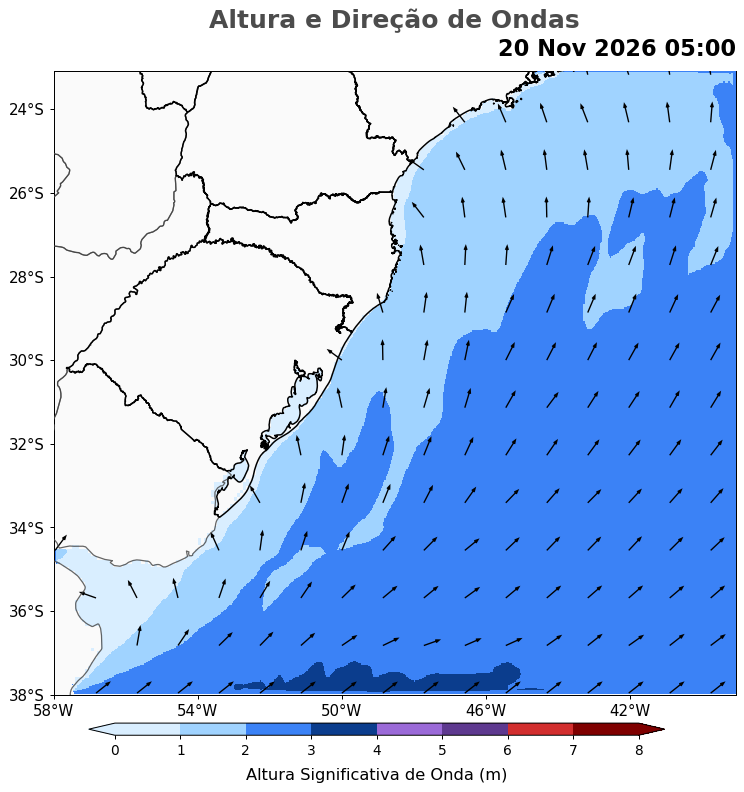 Altura e Direção de Ondas
20 Nov 2026 05:00
24°S
26°S
28°S
30°S
32°S
34°S
36°S
38°S
58°W 54°W 50°W 46°W 42°W
0 1 2 3 4 5 6 7 8
Altura Significativa de Onda (m)